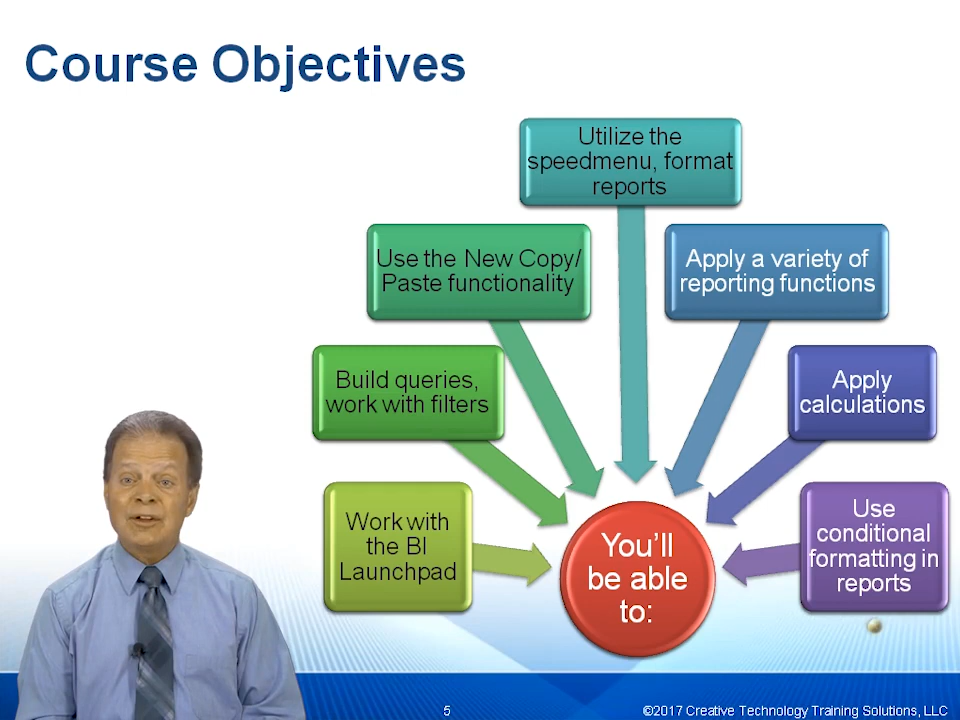 Course Objectives
Utilize the
speedmenu, format
reports
Use the New Copy/
Paste functionality
Apply a variety of
reporting functions
Build queries,
work with filters
Apply
calculations
Work with
the BI
Launchpad
You'll
be able
to:
Use
conditional
formatting in
reports
5
©2017 Creative Technology Training Solutions, LLC